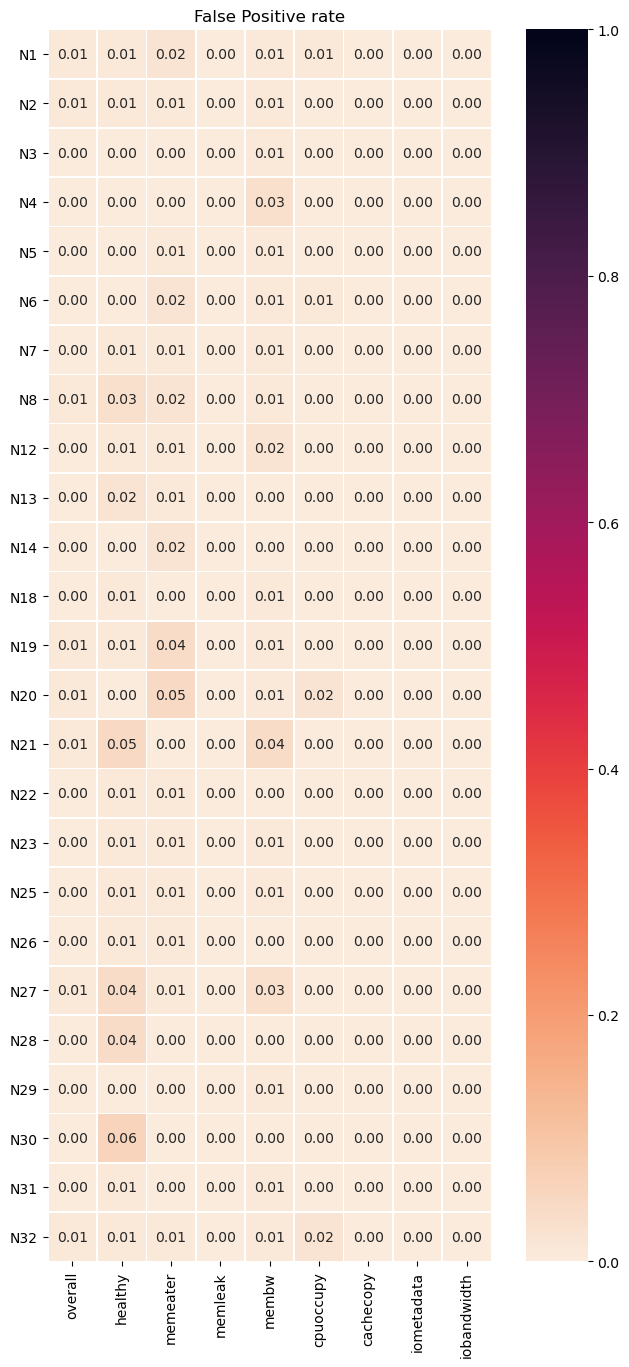 False Positive rate
N1 0.01 0.01 0.02 0.00 0.01 0.01 0.00 0.00 0.00
N2 0.01 0.01 0.01 0.00 0.01 0.00 0.00 0.00 0.00
N3 0.00 0.00 0.00 0.00 0.01 0.00 0.00 0.00 0.00
N4 0.00 0.00 0.00 0.00 0.03 0.00 0.00 0.00 0.00
N5 0.00 0.00 0.01 0.00 0.01 0.00 0.00 0.00 0.00
N6 0.00 0.00 0.02 0.00 0.01 0.01 0.00 0.00 0.00
N7 0.00 0.01 0.01 0.00 0.01 0.00 0.00 0.00 0.00
N8 0.01 0.03 0.02 0.00 0.01 0.00 0.00 0.00 0.00
N12 0.00 0.01 0.01 0.00 0.02 0.00 0.00 0.00 0.00
N13 0.00 0.02 0.01 0.00 0.00 0.00 0.00 0.00 0.00
N14 0.00 0.00 0.02 0.00 0.00 0.00 0.00 0.00 0.00
N18 0.00 0.01 0.00 0.00 0.01 0.00 0.00 0.00 0.00
N19 0.01 0.01 0.04 0.00 0.01 0.00 0.00 0.00 0.00
N20 0.01 0.00 0.05 0.00 0.01 0.02 0.00 0.00 0.00
N21 0.01 0.05 0.00 0.00 0.04 0.00 0.00 0.00 0.00
N22 0.00 0.01 0.01 0.00 0.00 0.00 0.00 0.00 0.00
N23 0.00 0.01 0.01 0.00 0.01 0.00 0.00 0.00 0.00
N25 0.00 0.01 0.01 0.00 0.01 0.00 0.00 0.00 0.00
N26 0.00 0.01 0.01 0.00 0.00 0.00 0.00 0.00 0.00
N27 0.01 0.04 0.01 0.00 0.03 0.00 0.00 0.00 0.00
N28 0.00 0.04 0.00 0.00 0.00 0.00 0.00 0.00 0.00
N29 0.00 0.00 0.00 0.00 0.01 0.00 0.00 0.00 0.00
N30 0.00 0.06 0.00 0.00 0.00 0.00 0.00 0.00 0.00
N31 0.00 0.01 0.00 0.00 0.01 0.00 0.00 0.00 0.00
N32 0.01 0.01 0.01 0.00 0.01 0.02 0.00 0.00 0.00
overall
healthy
memeater
memleak
membw
cpuoccupy
cachecopy
iometadata
iobandwidth
1.0
0.8
0.6
0.4
0.2
0.0